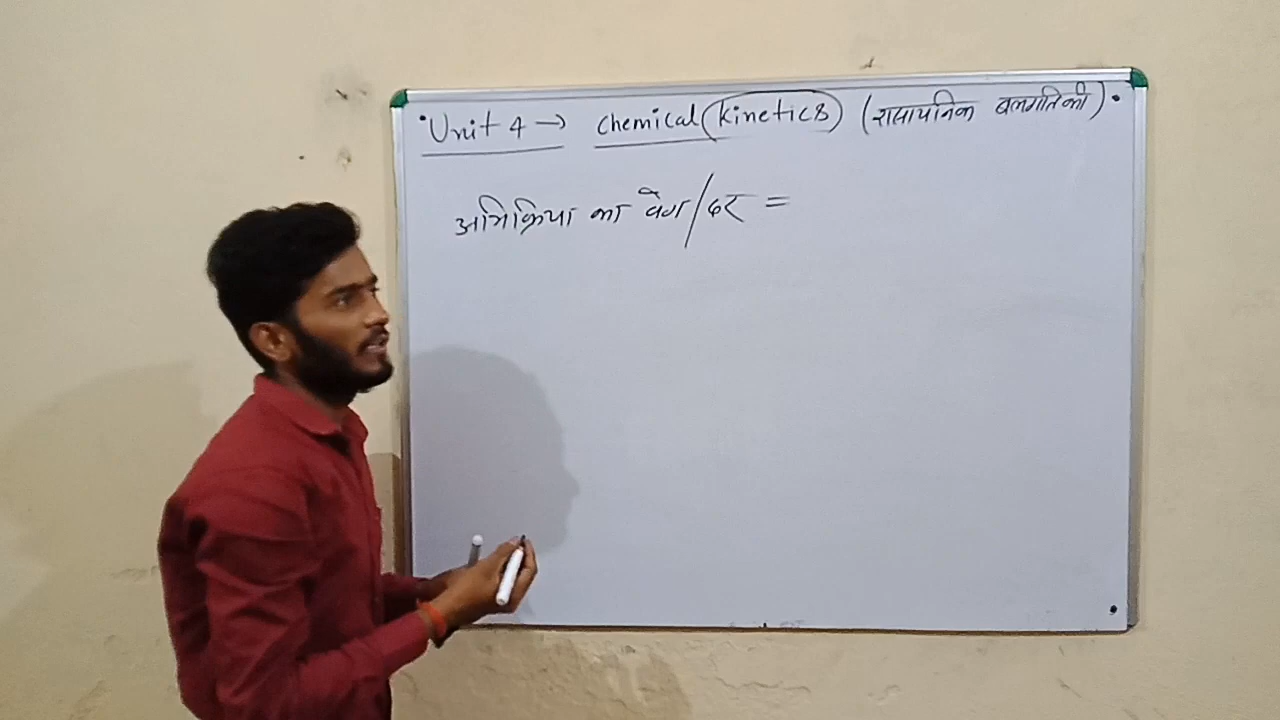 Unit 4 → Chemical (Kinetics) (रासायनिक बलगतिकी)
अभिक्रिया का वेग/दर =